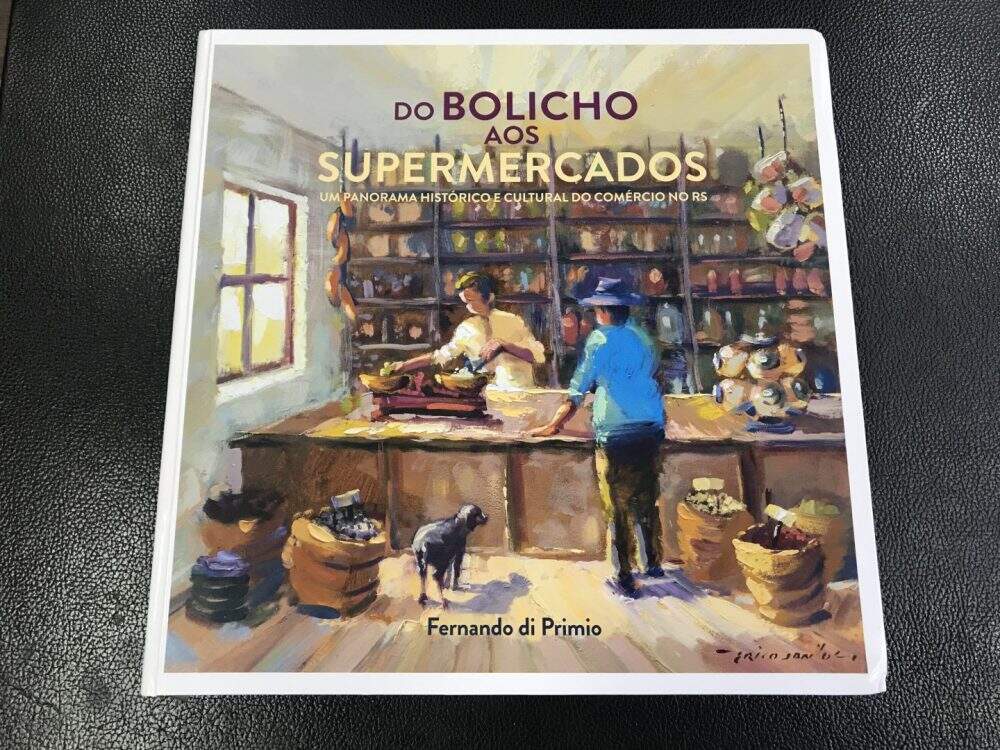 DO BOLICHO
AOS
SUPERMERCADOS
UM PANORAMA HISTÓRICO E CULTURAL DO COMÉRCIO NO RS
Fernando di Primio